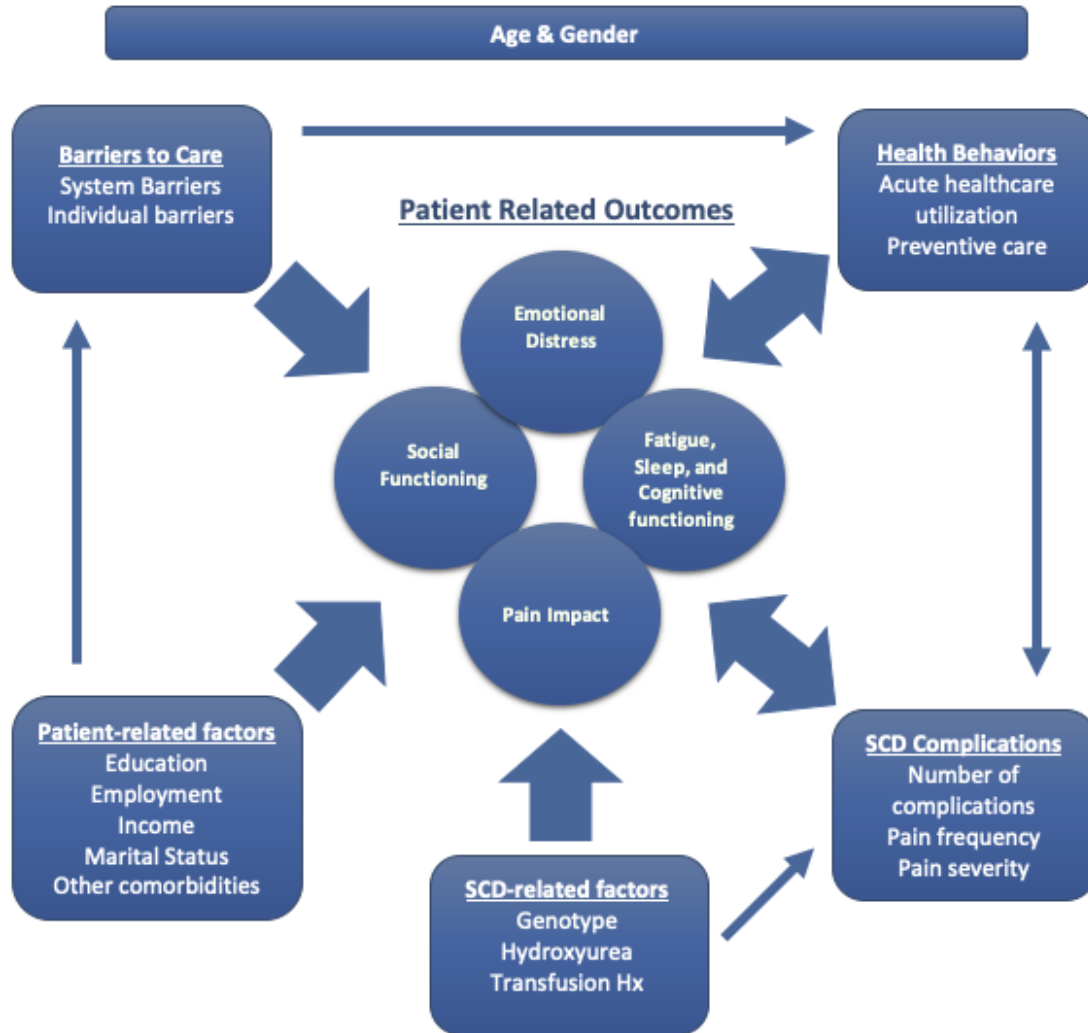 Age & Gender
Barriers to Care
System Barriers
Individual barriers
Health Behaviors
Acute healthcare
utilization
Preventive care
Patient Related Outcomes
Emotional
Distress
Social
Functioning
Fatigue,
Sleep, and
Cognitive
functioning
Pain Impact
Patient-related factors
Education
Employment
Income
Marital Status
Other comorbidities
SCD-related factors
Genotype
Hydroxyurea
Transfusion Hx
SCD Complications
Number of
complications
Pain frequency
Pain severity